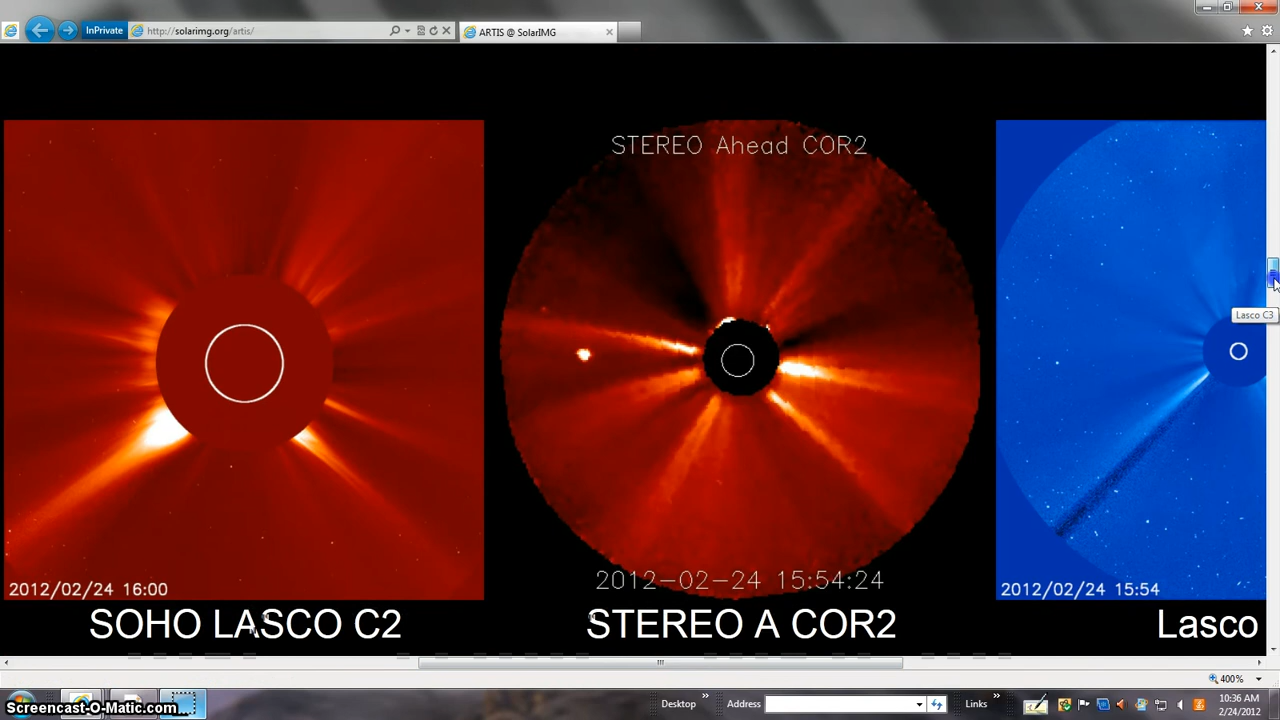 InPrivate
http://solarimg.org/artis/
ARTIS @ SolarIMG
STEREO Ahead COR2
Lasco C3
2012/02/24 16:00
2012-02-24 15:54:24
2012/02/24 15:54
SOHO LASCO C2
STEREO A COR2
Lasco
400%
Screencast-O-Matic.com
Desktop
Address
Links
10:36 AM
2/24/2012